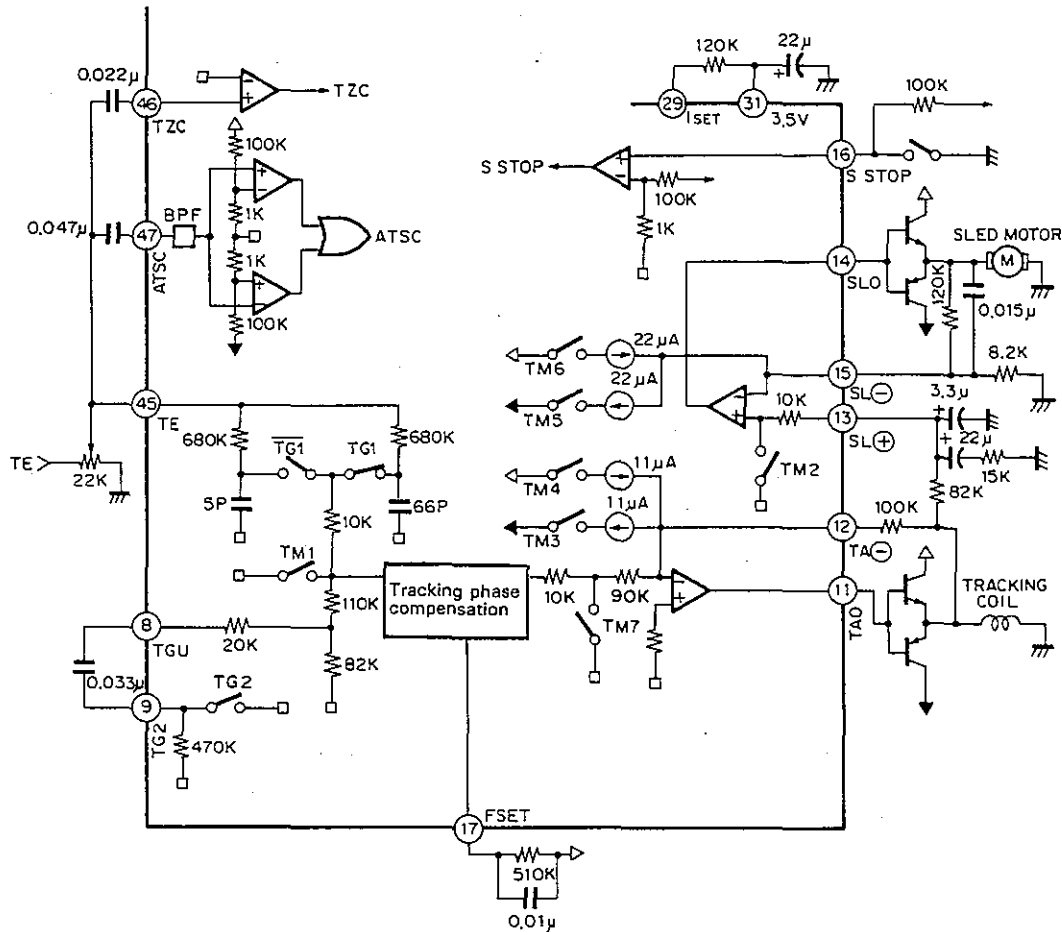 0.022μ
46
TZC
TZC
100K
BPF
1K
0.047μ
47
ATSC
1K
ATSC
100K
45
TE
680K
TG1
TG1
680K
TE
22K
5P
66P
10K
TM1
110K
Tracking phase
compensation
8
TGU
20K
82K
0.033μ
9
TG2
TG2
470K
17
FSET
510K
0.01μ
120K
22μ
+
29
ISET
31
3.5V
100K
16
S STOP
S STOP
100K
1K
14
SLO
SLED MOTOR
M
120K
0.015μ
TM6
22μA
22μA
TM5
15
SL⊖
8.2K
3.3μ
10K
13
SL⊕
22μ
15K
TM2
82K
TM4
11μA
11μA
TM3
12
TA⊖
100K
10K
90K
TM7
11
TAO
TRACKING
COIL